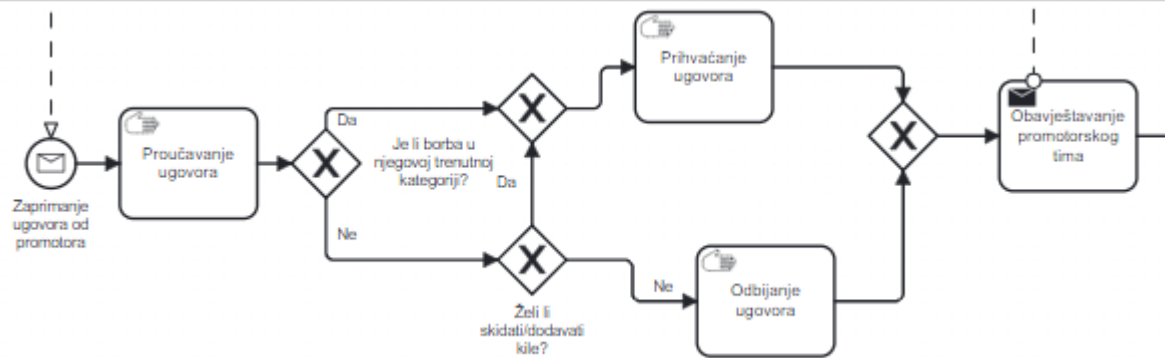 Zaprimanje
ugovora od
promotora
Proučavanje
ugovora
Da
Je li borba u
njegovoj trenutnoj
kategoriji?
Ne
Da
Želi li
skidati/dodavati
kile?
Prihvaćanje
ugovora
Ne
Odbijanje
ugovora
Obavještavanje
promotorskog
tima